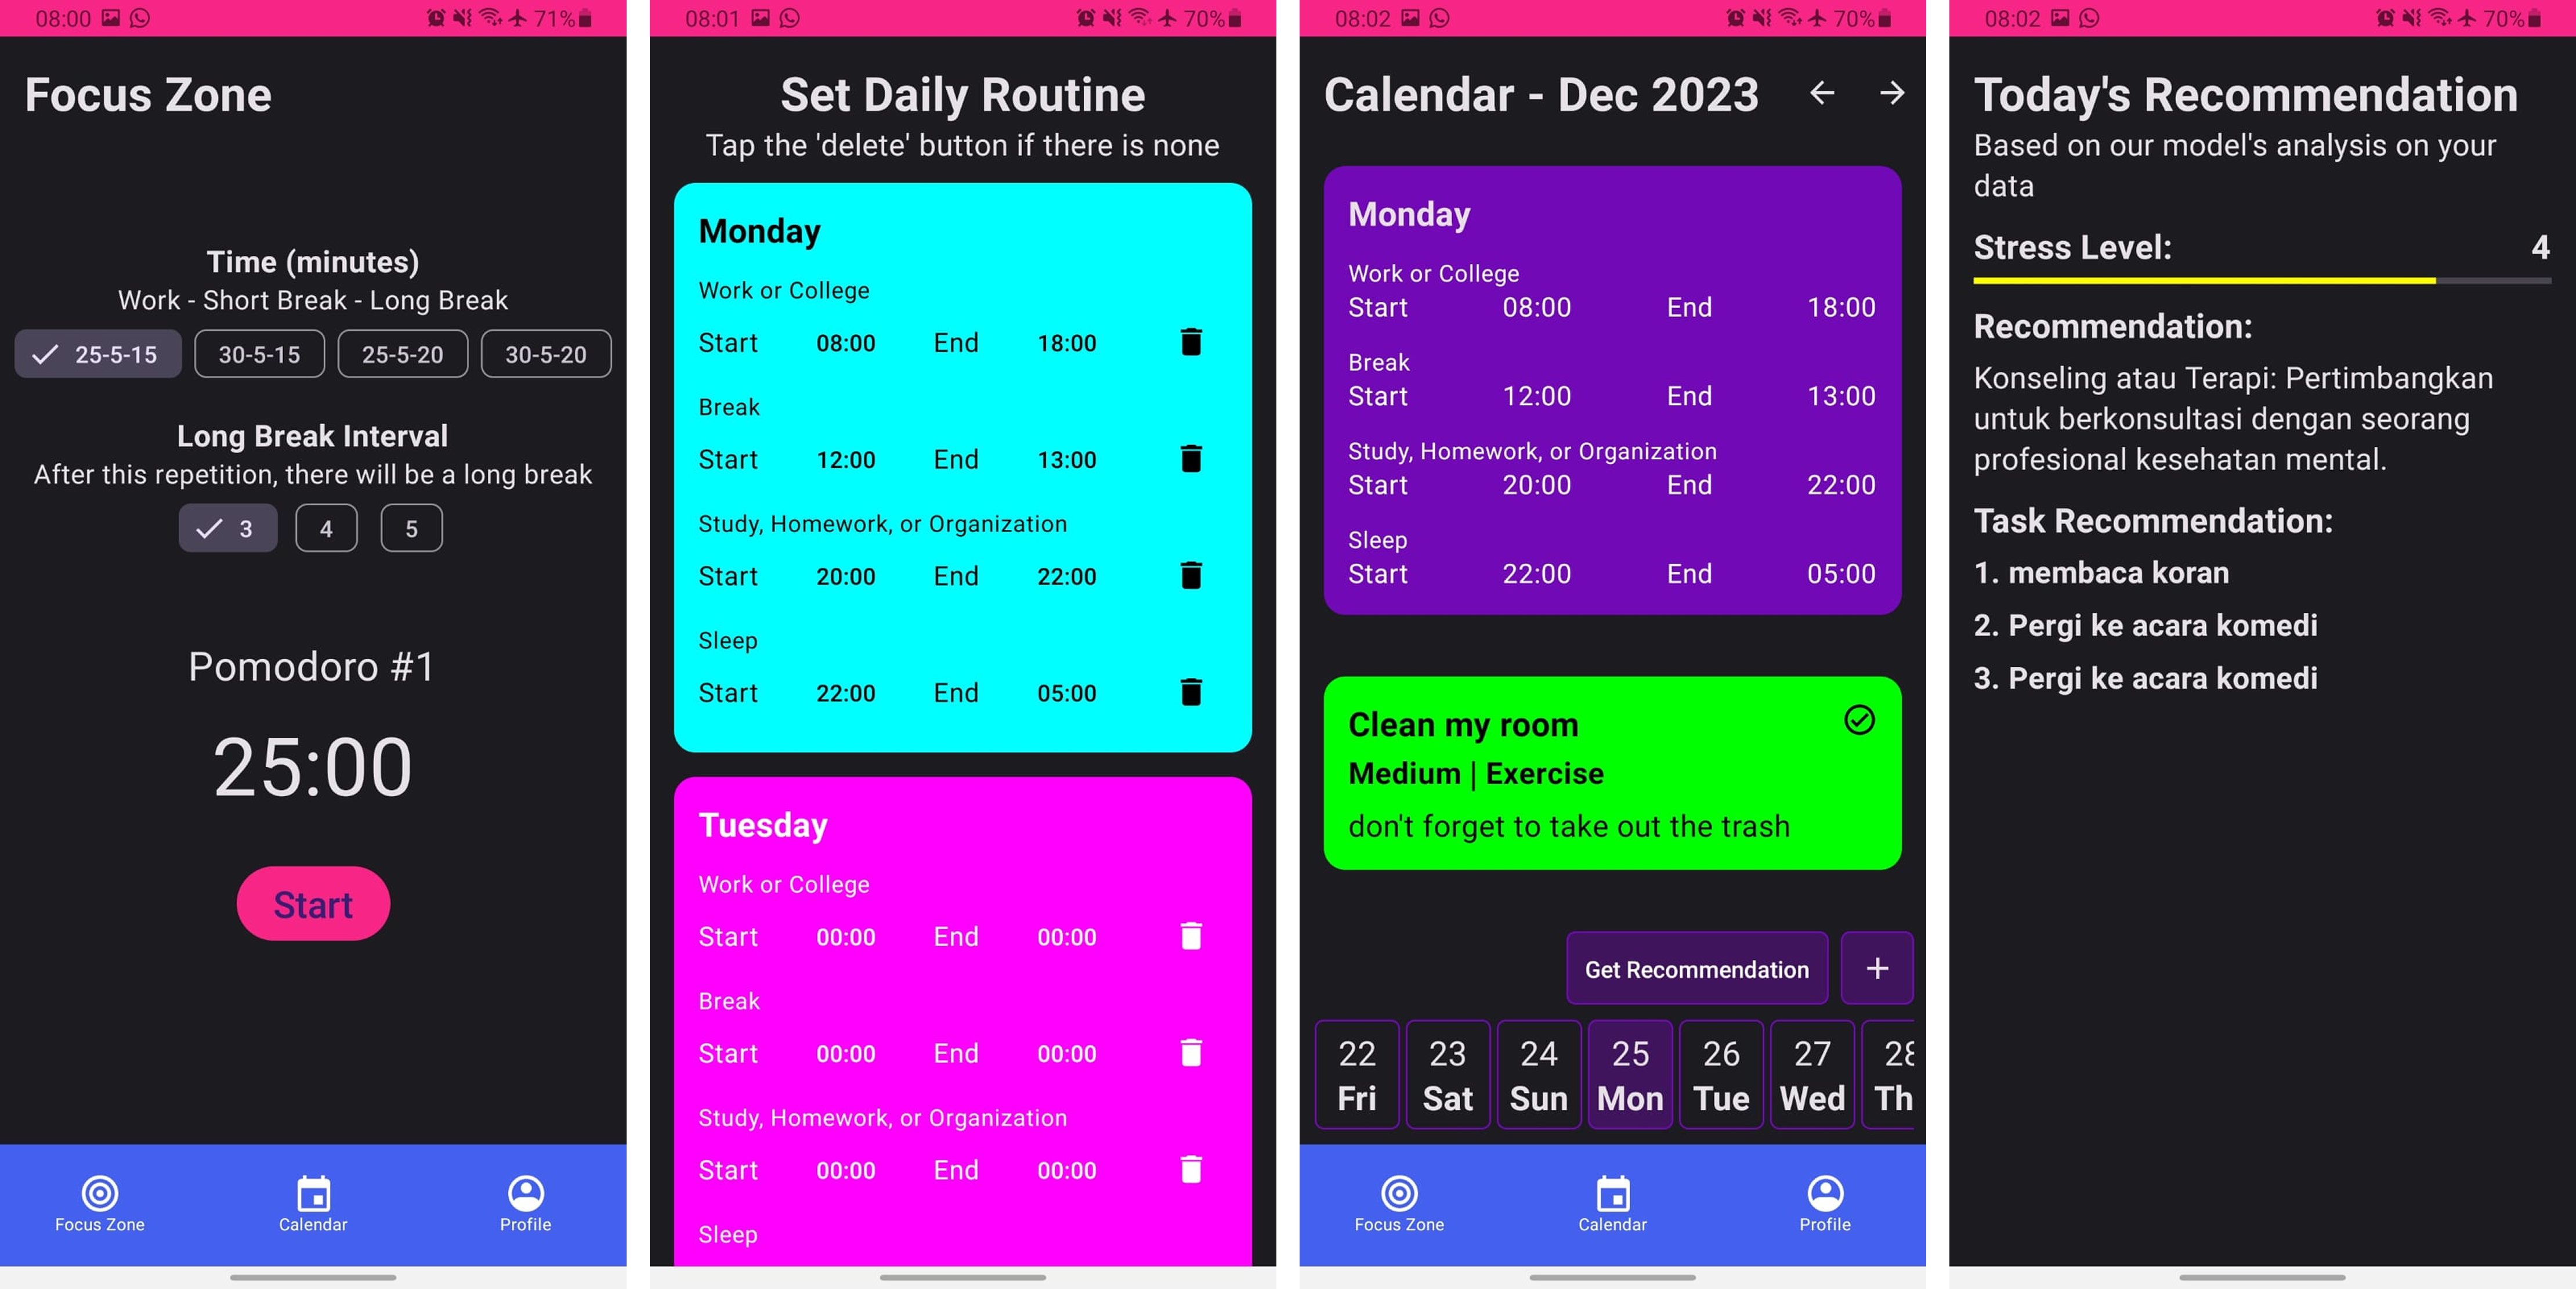 08:00 71%
Focus Zone
Time (minutes)
Work - Short Break - Long Break
25-5-15 30-5-15 25-5-20 30-5-20
Long Break Interval
After this repetition, there will be a long break
3 4 5
Pomodoro #1
25:00
Start
Focus Zone Calendar Profile
08:01 70%
Set Daily Routine
Tap the 'delete' button if there is none
Monday
Work or College
Start 08:00 End 18:00
Break
Start 12:00 End 13:00
Study, Homework, or Organization
Start 20:00 End 22:00
Sleep
Start 22:00 End 05:00
Tuesday
Work or College
Start 00:00 End 00:00
Break
Start 00:00 End 00:00
Study, Homework, or Organization
Start 00:00 End 00:00
Sleep
08:02 70%
Calendar - Dec 2023
Monday
Work or College
Start 08:00 End 18:00
Break
Start 12:00 End 13:00
Study, Homework, or Organization
Start 20:00 End 22:00
Sleep
Start 22:00 End 05:00
Clean my room
Medium | Exercise
don't forget to take out the trash
Get Recommendation +
22 23 24 25 26 27 28
Fri Sat Sun Mon Tue Wed Th
Focus Zone Calendar Profile
08:02 70%
Today's Recommendation
Based on our model's analysis on your
data
Stress Level: 4
Recommendation:
Konseling atau Terapi: Pertimbangkan
untuk berkonsultasi dengan seorang
profesional kesehatan mental.
Task Recommendation:
1. membaca koran
2. Pergi ke acara komedi
3. Pergi ke acara komedi